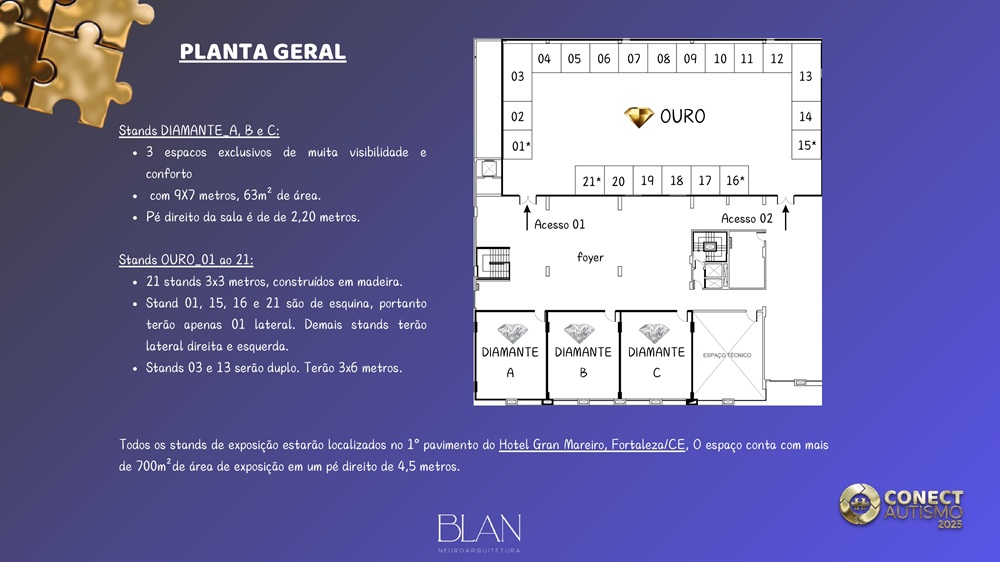 PLANTA GERAL
Stands DIAMANTE_A, B e C:
• 3 espacos exclusivos de muita visibilidade e
conforto
• com 9X7 metros, 63m² de área.
• Pé direito da sala é de de 2,20 metros.
Stands OURO_01 ao 21:
• 21 stands 3x3 metros, construídos em madeira.
• Stand 01, 15, 16 e 21 são de esquina, portanto
terão apenas 01 lateral. Demais stands terão
lateral direita e esquerda.
• Stands 03 e 13 serão duplo. Terão 3x6 metros.
04 05 06 07 08 09 10 11 12
03 13
OURO
02 14
01* 15*
21* 20 19 18 17 16*
Acesso 01 Acesso 02
foyer
DIAMANTE DIAMANTE DIAMANTE ESPAÇO TÉCNICO
A B C
Todos os stands de exposição estarão localizados no 1° pavimento do Hotel Gran Mareiro, Fortaleza/CE, O espaço conta com mais
de 700m² de área de exposição em um pé direito de 4,5 metros.
BLAN
NEUROARQUITETURA
CONECT
AUTISMO
2025